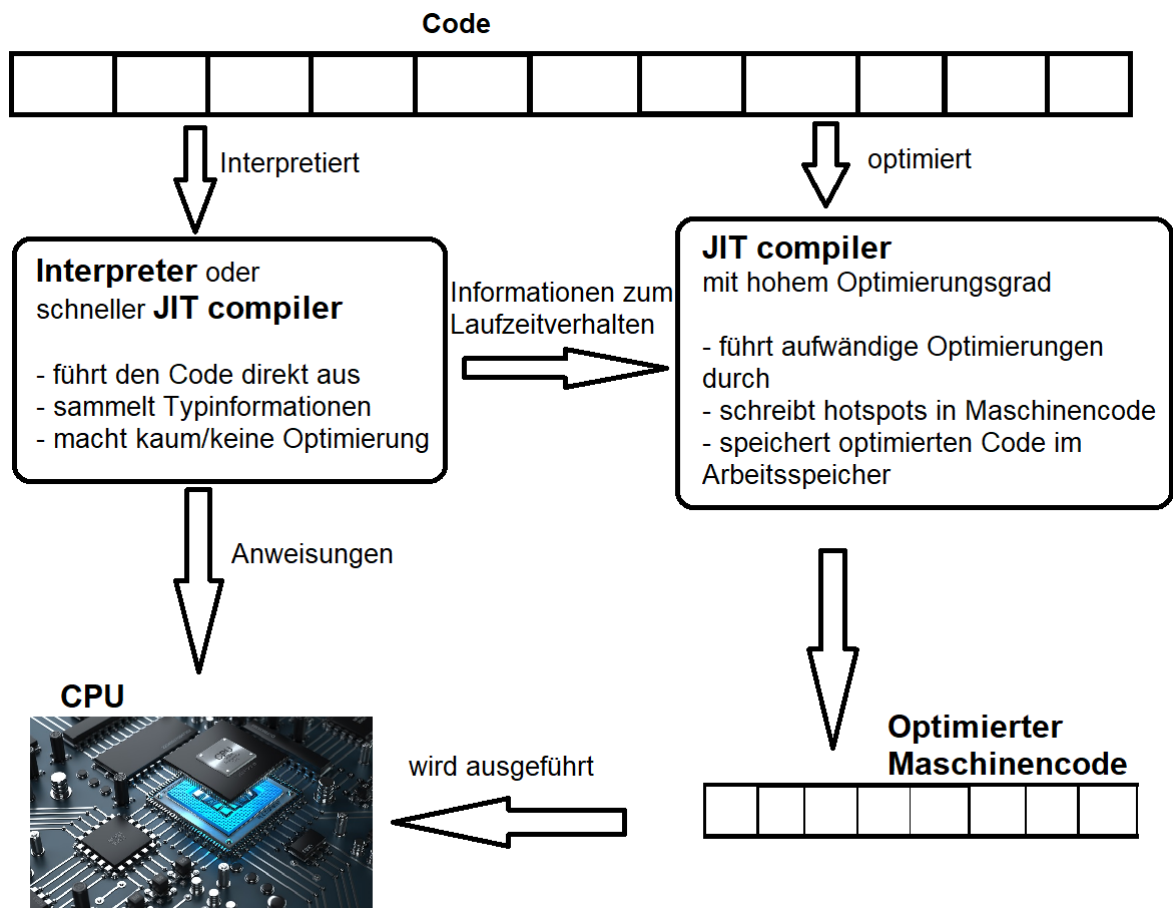 Code
Interpretiert
optimiert
Interpreter oder
schneller JIT compiler
- führt den Code direkt aus
- sammelt Typinformationen
- macht kaum/keine Optimierung
Informationen zum
Laufzeitverhalten
JIT compiler
mit hohem Optimierungsgrad
- führt aufwändige Optimierungen
durch
- schreibt hotspots in Maschinencode
- speichert optimierten Code im
Arbeitsspeicher
Anweisungen
CPU
CPU
wird ausgeführt
Optimierter
Maschinencode